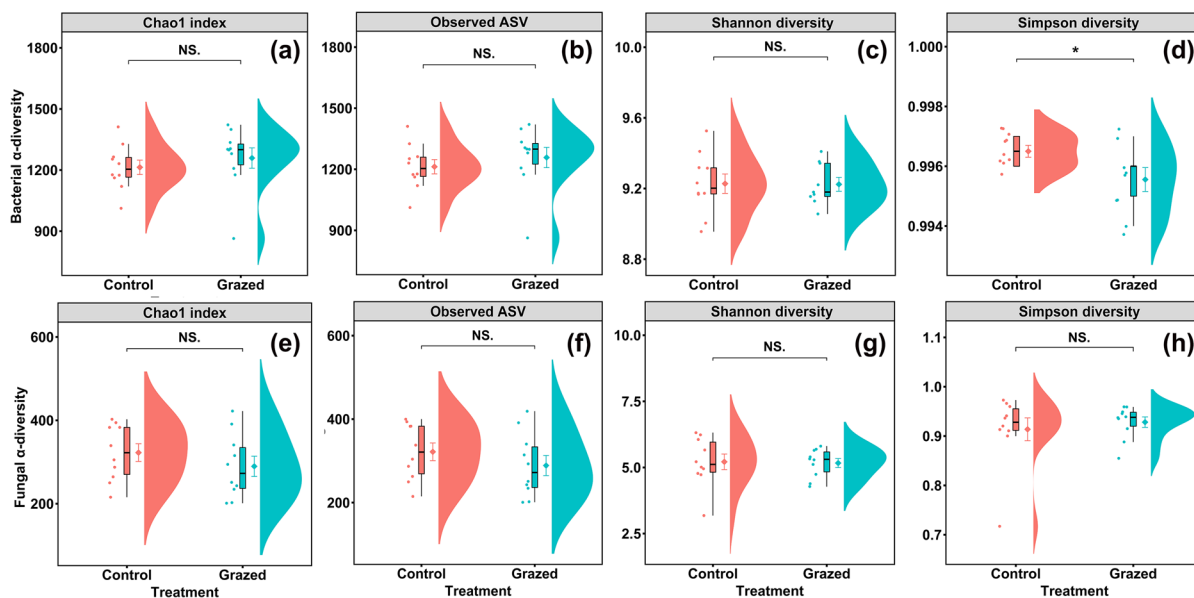 Chao1 index
Observed ASV
Shannon diversity
Simpson diversity
Bacterial α-diversity
1800
1500
1200
900
NS.
(a)
Control
Grazed
1800
1500
1200
900
NS.
(b)
Control
Grazed
10.0
9.6
9.2
8.8
NS.
(c)
Control
Grazed
1.000
0.998
0.996
0.994
*
(d)
Control
Grazed
Chao1 index
Observed ASV
Shannon diversity
Simpson diversity
Fungal α-diversity
600
400
200
NS.
(e)
Control
Grazed
Treatment
600
400
200
NS.
(f)
Control
Grazed
Treatment
10.0
7.5
5.0
2.5
NS.
(g)
Control
Grazed
Treatment
1.1
1.0
0.9
0.8
0.7
NS.
(h)
Control
Grazed
Treatment